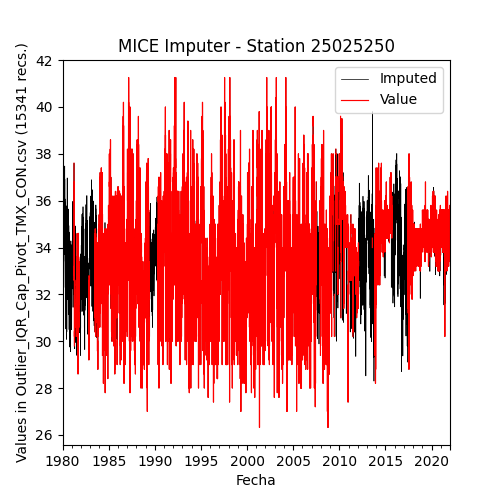 MICE Imputer - Station 25025250
Values in Outlier_IQR_Cap_Pivot_TMX_CON.csv (15341 recs.)
42
40
38
36
34
32
30
28
26
Imputed
Value
1980 1985 1990 1995 2000 2005 2010 2015 2020
Fecha